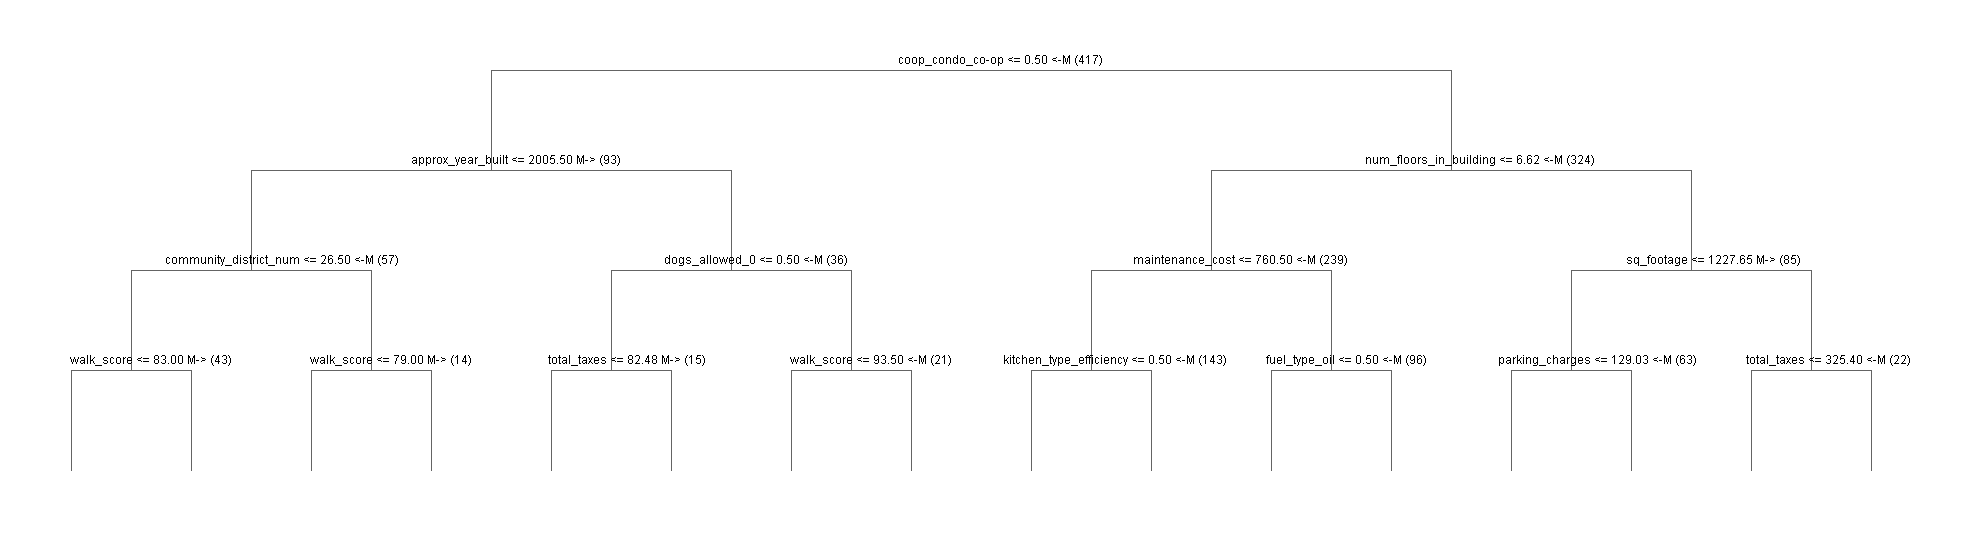 coop_condo_co-op <= 0.50 <-M (417)
approx_year_built <= 2005.50 M-> (93)
num_floors_in_building <= 6.62 <-M (324)
community_district_num <= 26.50 <-M (57)
dogs_allowed_0 <= 0.50 <-M (36)
maintenance_cost <= 760.50 <-M (239)
sq_footage <= 1227.65 M-> (85)
walk_score <= 83.00 M-> (43)
walk_score <= 79.00 M-> (14)
total_taxes <= 82.48 M-> (15)
walk_score <= 93.50 <-M (21)
kitchen_type_efficiency <= 0.50 <-M (143)
fuel_type_oil <= 0.50 <-M (96)
parking_charges <= 129.03 <-M (63)
total_taxes <= 325.40 <-M (22)